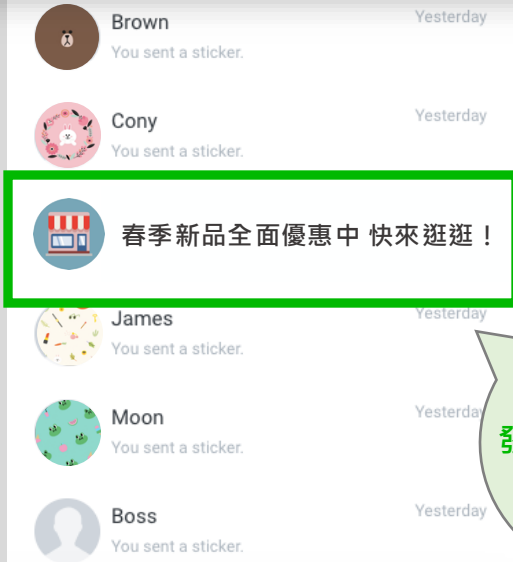 Brown
Yesterday
You sent a sticker.
Cony
Yesterday
You sent a sticker.
春季新品全面優惠中 快來逛逛！
James
Yesterday
You sent a sticker.
Moon
Yesterday
You sent a sticker.
Boss
Yesterday
You sent a sticker.